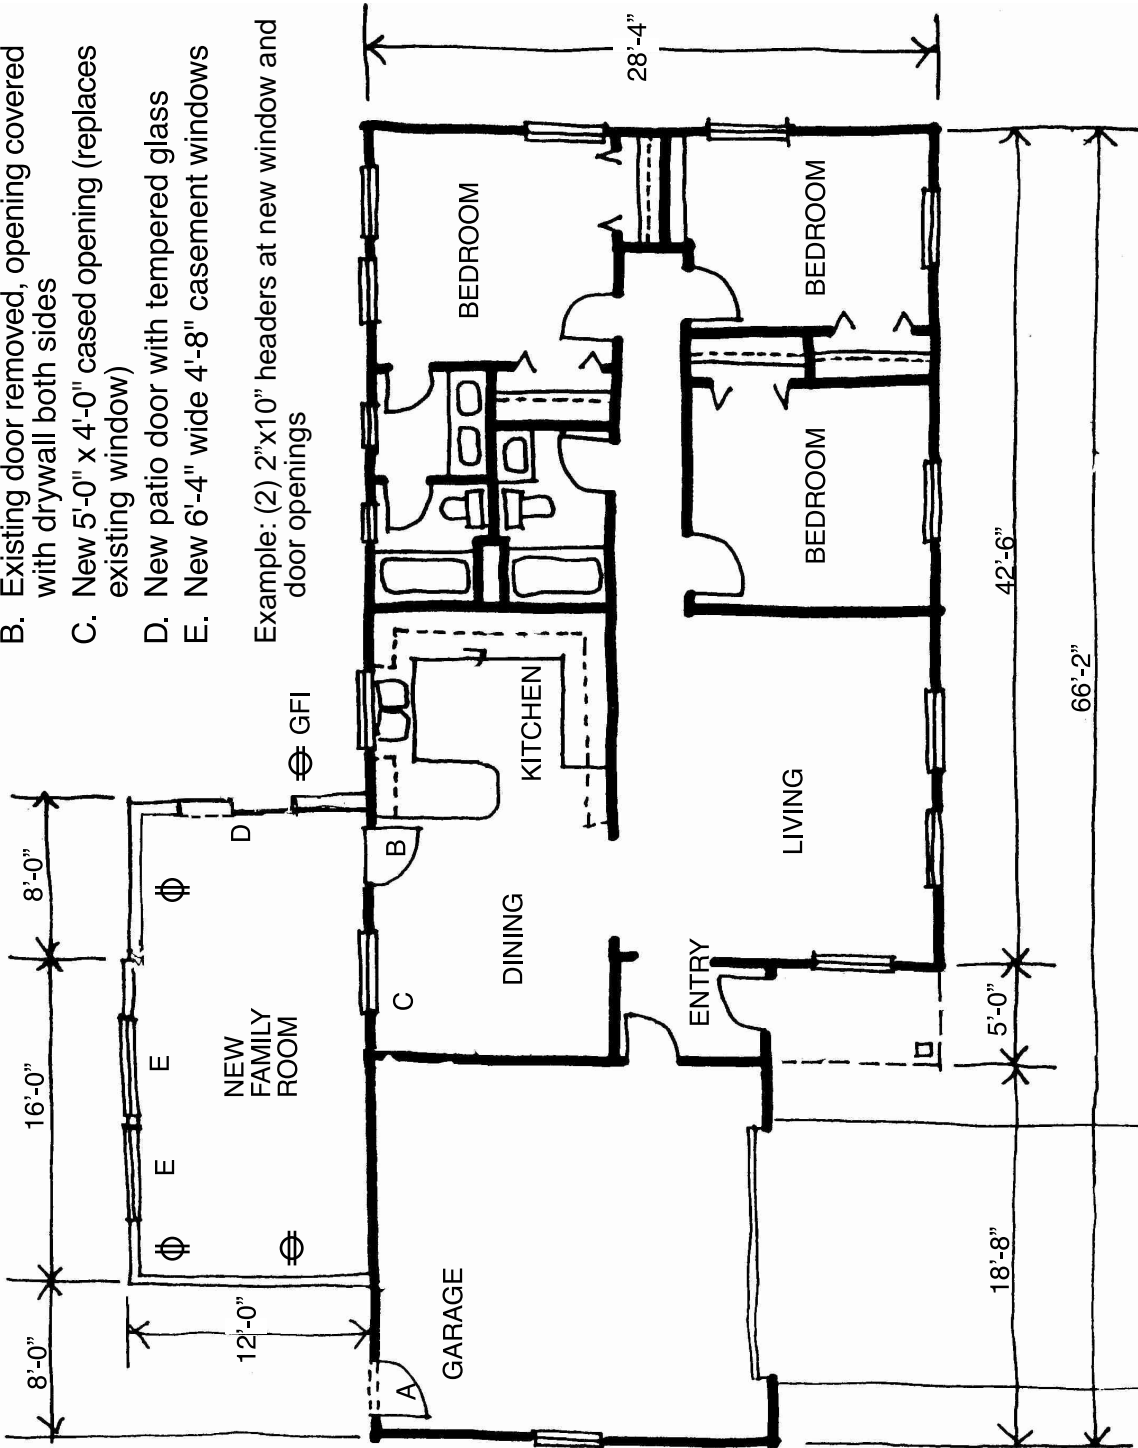 B. Existing door removed, opening covered
with drywall both sides
C. New 5'-0" x 4'-0" cased opening (replaces
existing window)
D. New patio door with tempered glass
E. New 6'-4" wide 4'-8" casement windows
Example: (2) 2”x10” headers at new window and
door openings
8’-0”
16’-0”
8’-0”
12’-0”
E
E
D
GFI
NEW
FAMILY
ROOM
A
C
B
GARAGE
DINING
KITCHEN
BEDROOM
ENTRY
LIVING
BEDROOM
BEDROOM
28’-4”
18’-8”
5’-0”
42’-6”
66’-2”